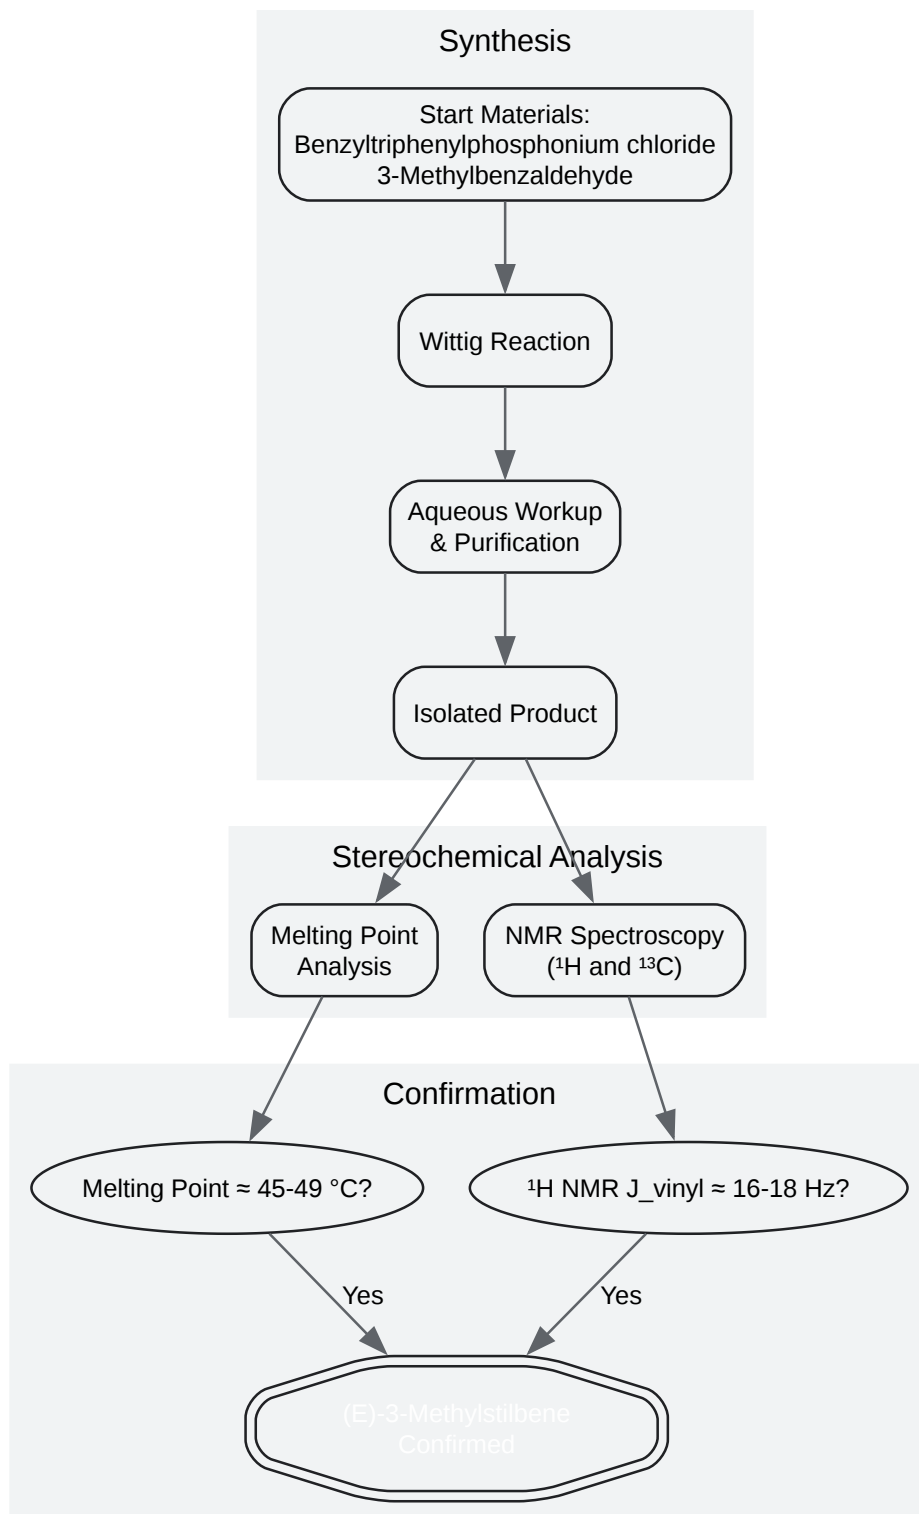 Synthesis
Start Materials:
Benzyltriphenylphosphonium chloride
3-Methylbenzaldehyde
Wittig Reaction
Aqueous Workup
& Purification
Isolated Product
Stereochemical Analysis
Melting Point
Analysis
NMR Spectroscopy
(¹H and ¹³C)
Confirmation
Melting Point ≈ 45-49 °C?
¹H NMR J_vinyl ≈ 16-18 Hz?
Yes
Yes
(E)-3-Methylstilbene
Confirmed